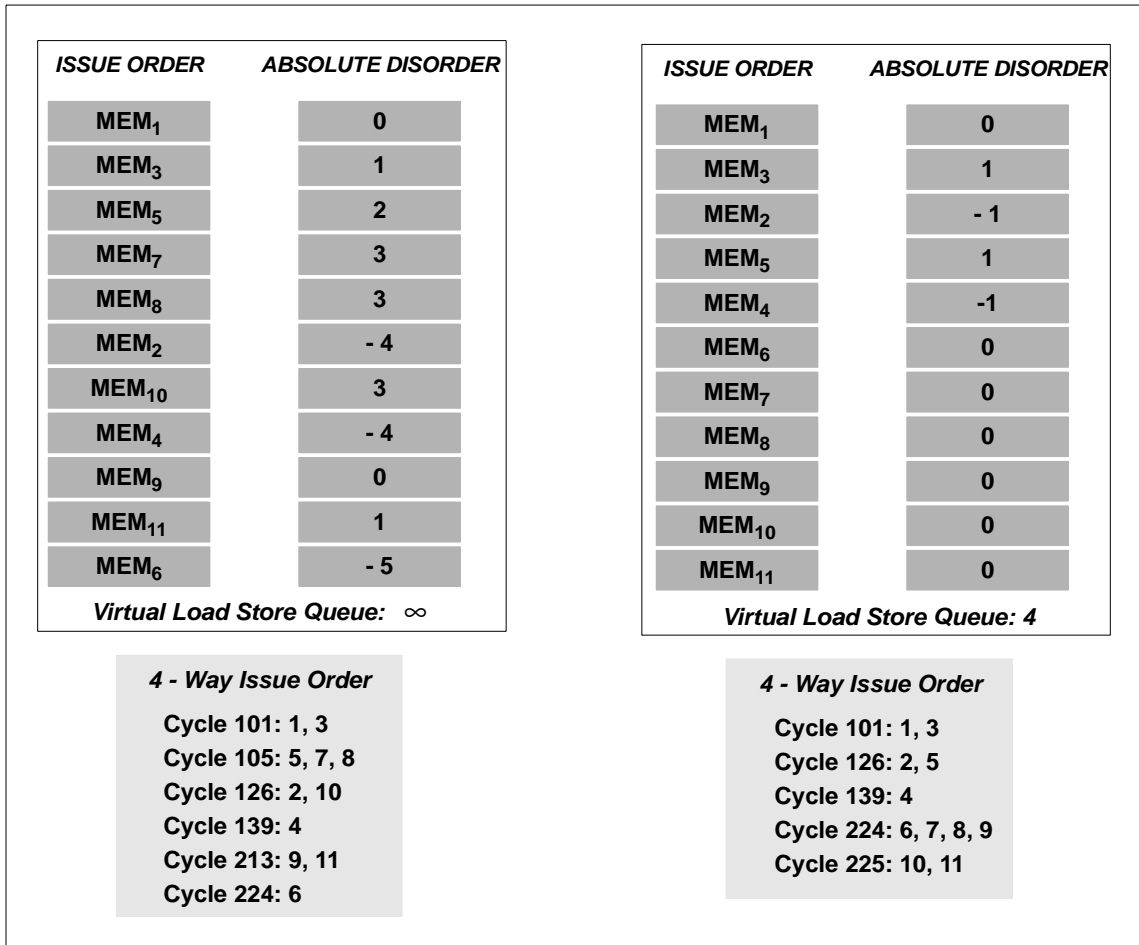 ISSUE ORDER ABSOLUTE DISORDER
MEM1 0
MEM3 1
MEM5 2
MEM7 3
MEM8 3
MEM2 - 4
MEM10 3
MEM4 - 4
MEM9 0
MEM11 1
MEM6 - 5
Virtual Load Store Queue: ∞
4 - Way Issue Order
Cycle 101: 1, 3
Cycle 105: 5, 7, 8
Cycle 126: 2, 10
Cycle 139: 4
Cycle 213: 9, 11
Cycle 224: 6
ISSUE ORDER ABSOLUTE DISORDER
MEM1 0
MEM3 1
MEM2 - 1
MEM5 1
MEM4 -1
MEM6 0
MEM7 0
MEM8 0
MEM9 0
MEM10 0
MEM11 0
Virtual Load Store Queue: 4
4 - Way Issue Order
Cycle 101: 1, 3
Cycle 126: 2, 5
Cycle 139: 4
Cycle 224: 6, 7, 8, 9
Cycle 225: 10, 11